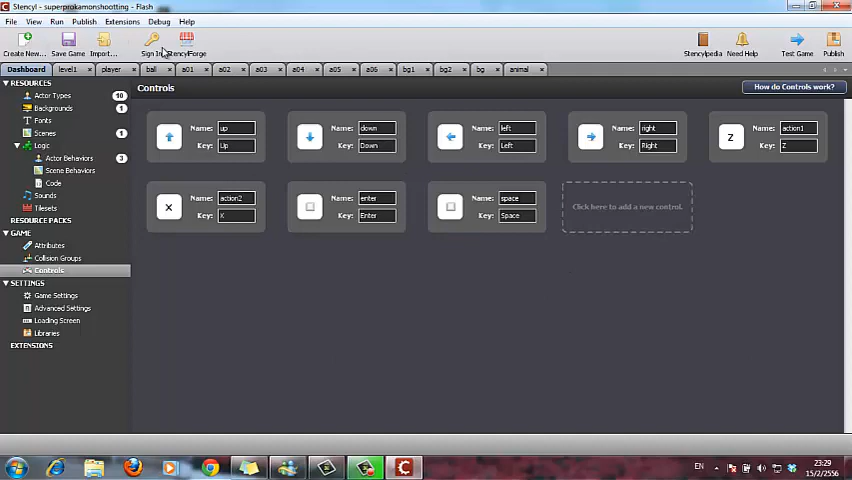 Stencyl - superprokamonshootting - Flash
File View Run Publish Extensions Debug Help
Create New... Save Game Import... Sign In StencylForge Stencylpedia Need Help Test Game Publish
Dashboard level1 player ball a01 a02 a03 a04 a05 a06 bg1 bg2 bg animal
RESOURCES
Actor Types 10
Backgrounds 8
Fonts
Scenes 1
Logic
Actor Behaviors 3
Scene Behaviors
Code
Sounds
Tilesets
RESOURCE PACKS
GAME
Attributes
Collision Groups
Controls
SETTINGS
Game Settings
Advanced Settings
Loading Screen
Libraries
EXTENSIONS
Controls How do Controls work?
Name: up Name: down Name: left Name: right Z Name: action1
Key: Up Key: Down Key: Left Key: Right Key: Z
X Name: action2 Name: enter Name: space Click here to add a new control.
Key: X Key: Enter Key: Space
EN 23:29
15/2/2556